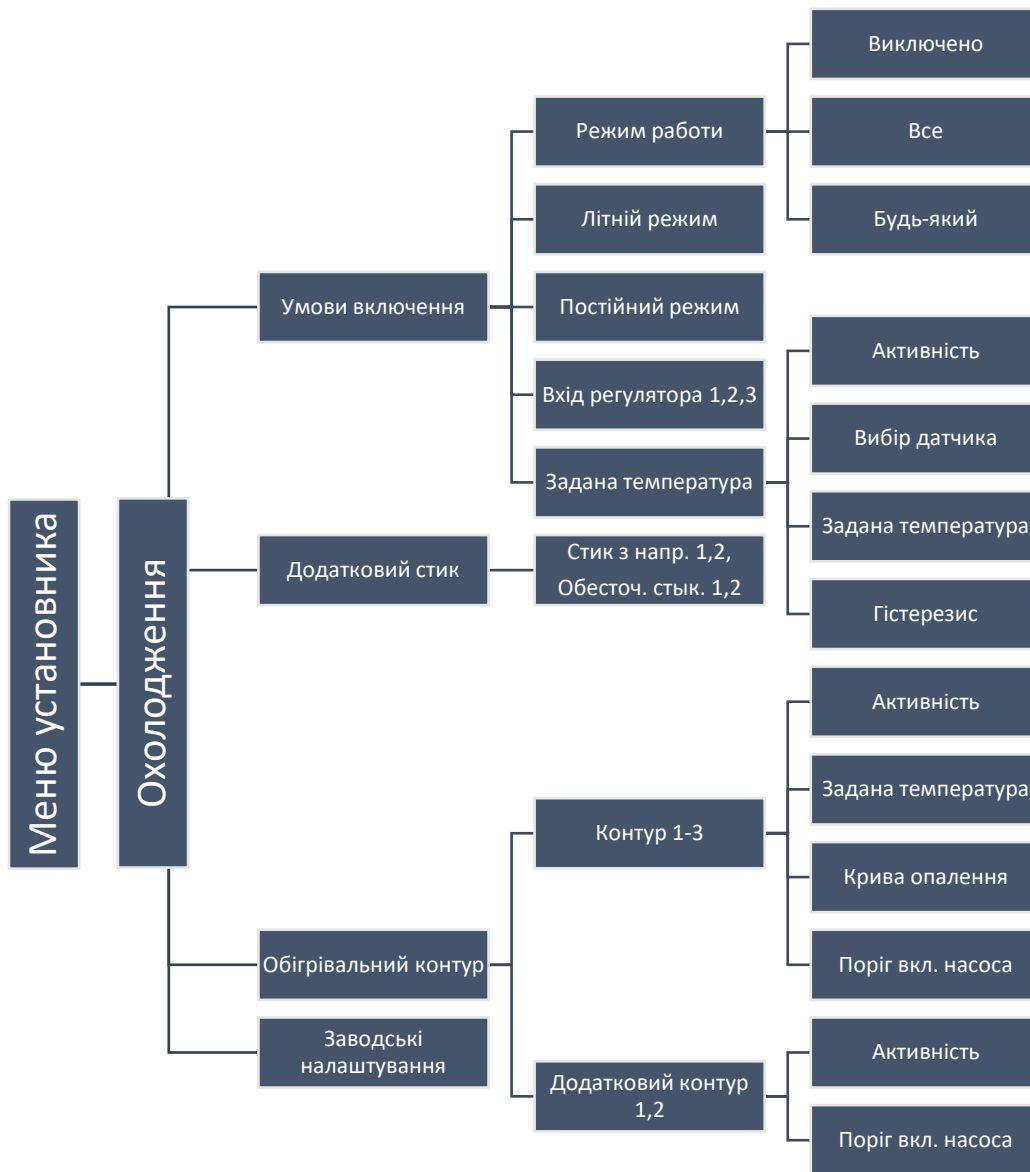 Меню установника
Охолодження
Умови включення
Режим работи
Виключено
Все
Будь-який
Літній режим
Постійний режим
Вхід регулятора 1,2,3
Задана температура
Активність
Вибір датчика
Задана температура
Гістерезис
Додатковий стик
Стик з напр. 1,2,
Обесточ. стык. 1,2
Обігрівальний контур
Контур 1-3
Активність
Задана температура
Крива опалення
Поріг вкл. насоса
Додатковий контур
1,2
Активність
Поріг вкл. насоса
Заводські
налаштування